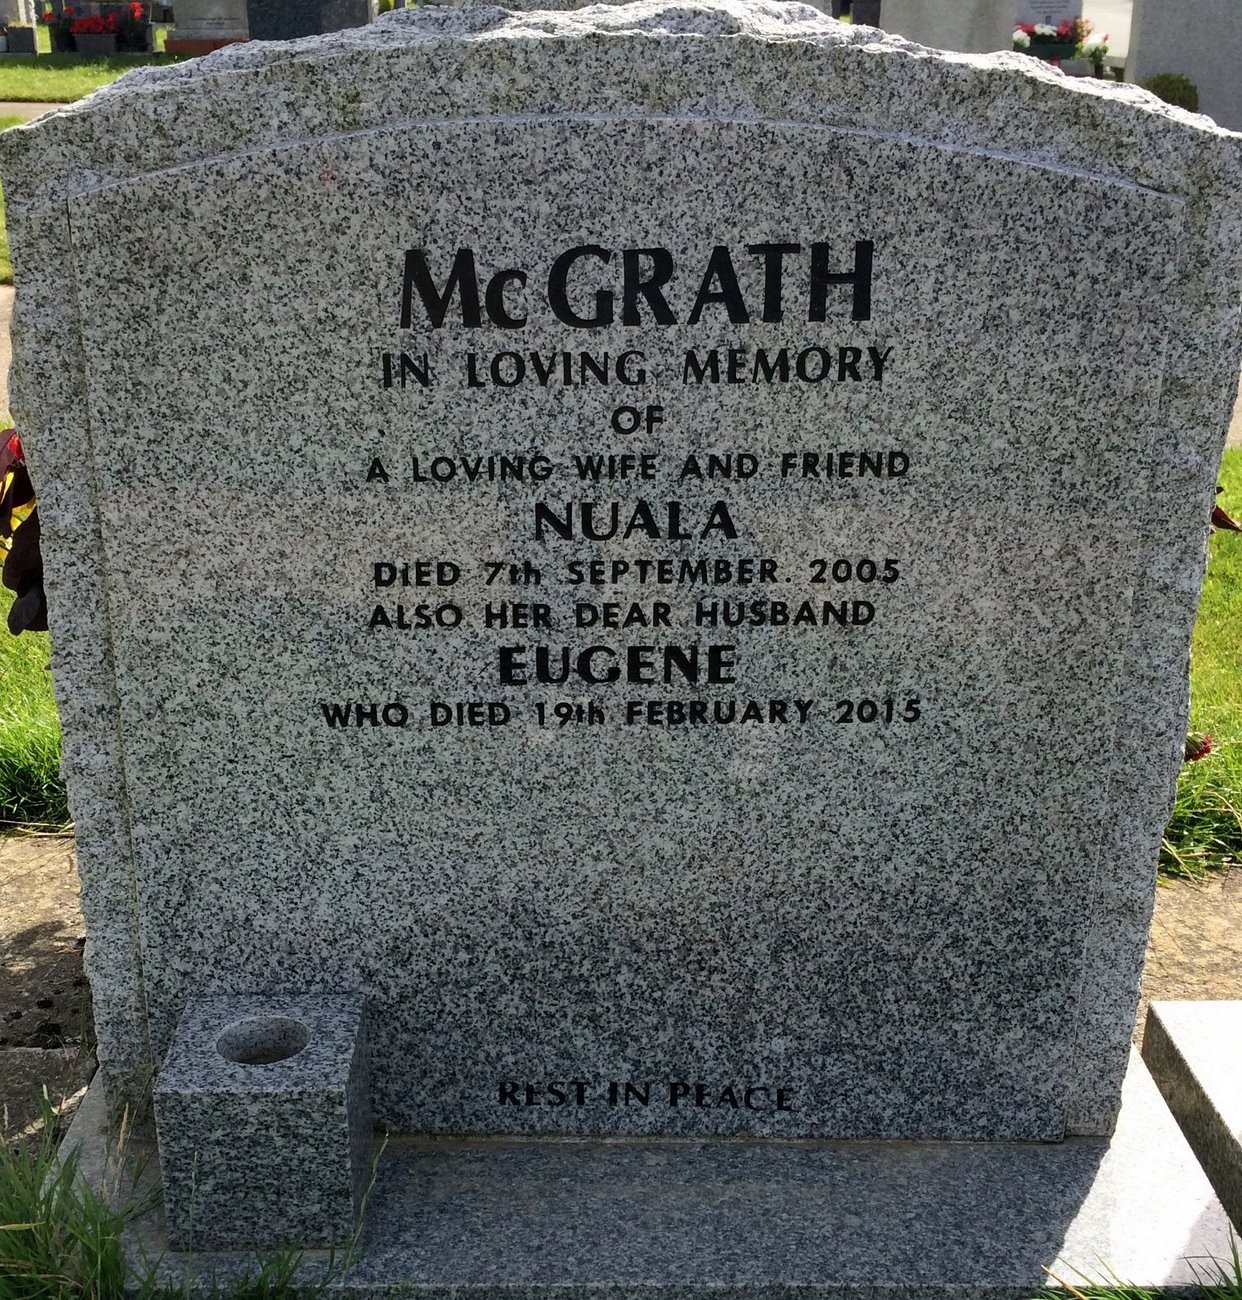 McGRATH
IN LOVING MEMORY
OF
A LOVING WIFE AND FRIEND
NUALA
DIED 7th SEPTEMBER. 2005
ALSO HER DEAR HUSBAND
EUGENE
WHO DIED 19th FEBRUARY 2015
REST IN PEACE